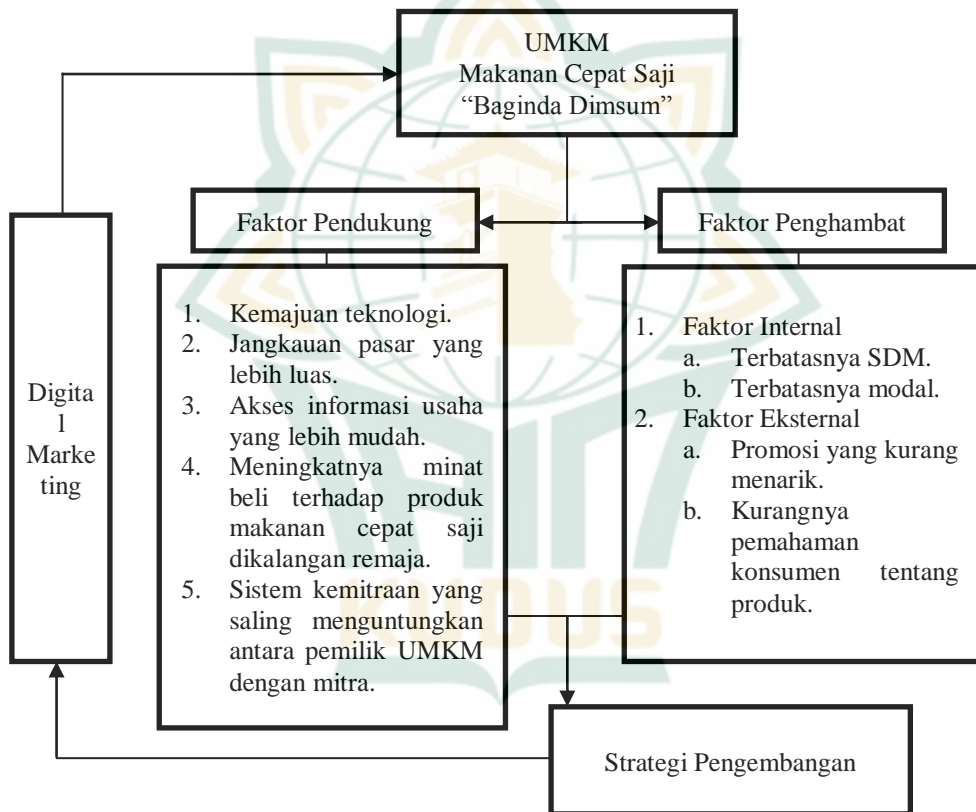 UMKM
Makanan Cepat Saji
“Baginda Dimsum”
Faktor Pendukung
Faktor Penghambat
Digita
l
Marke
ting
1. Kemajuan teknologi.
2. Jangkauan pasar yang
lebih luas.
3. Akses informasi usaha
yang lebih mudah.
4. Meningkatnya minat
beli terhadap produk
makanan cepat saji
dikalangan remaja.
5. Sistem kemitraan yang
saling menguntungkan
antara pemilik UMKM
dengan mitra.
1. Faktor Internal
a. Terbatasnya SDM.
b. Terbatasnya modal.
2. Faktor Eksternal
a. Promosi yang kurang
menarik.
b. Kurangnya
pemahaman
konsumen tentang
produk.
KUDUS
Strategi Pengembangan